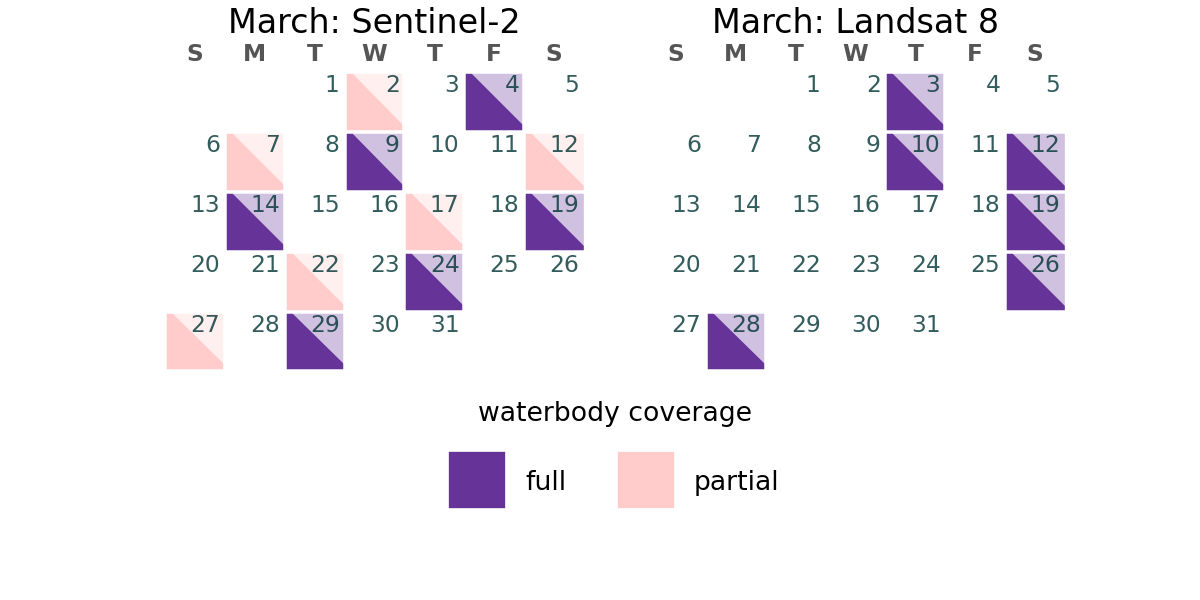 March: Sentinel-2
S M T W T F S
1 2 3 4 5
6 7 8 9 10 11 12
13 14 15 16 17 18 19
20 21 22 23 24 25 26
27 28 29 30 31
March: Landsat 8
S M T W T F S
1 2 3 4 5
6 7 8 9 10 11 12
13 14 15 16 17 18 19
20 21 22 23 24 25 26
27 28 29 30 31
waterbody coverage
full partial